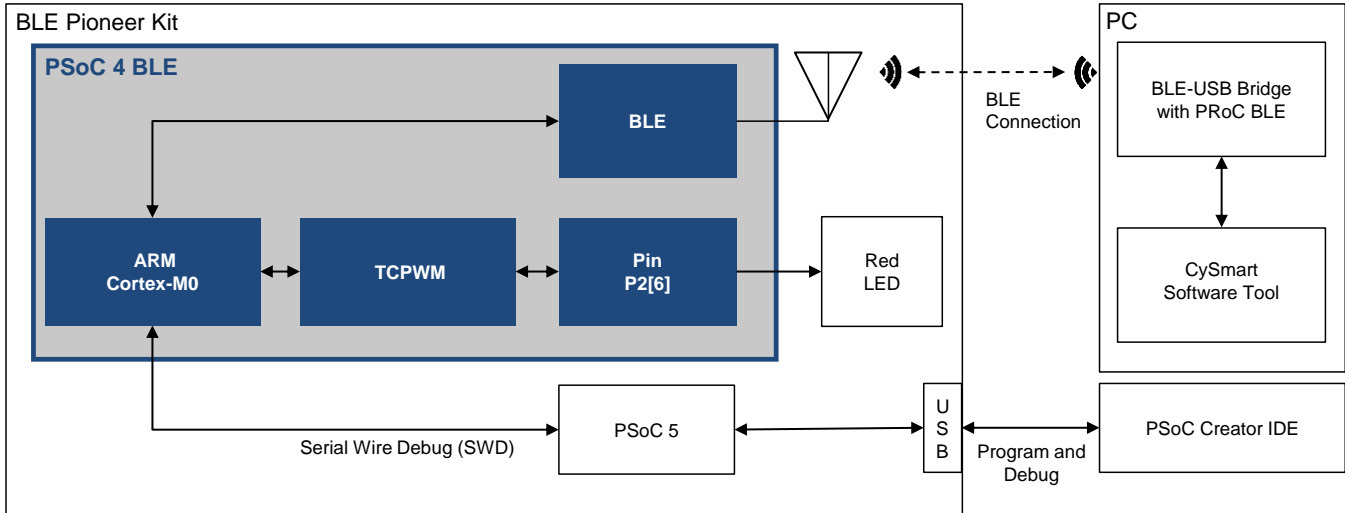 BLE Pioneer Kit
PC
PSoC 4 BLE
BLE
BLE
Connection
BLE-USB Bridge
with PRoC BLE
ARM
Cortex-M0
TCPWM
Pin
P2[6]
Red
LED
CySmart
Software Tool
Serial Wire Debug (SWD)
PSoC 5
U
S
B
Program and
Debug
PSoC Creator IDE